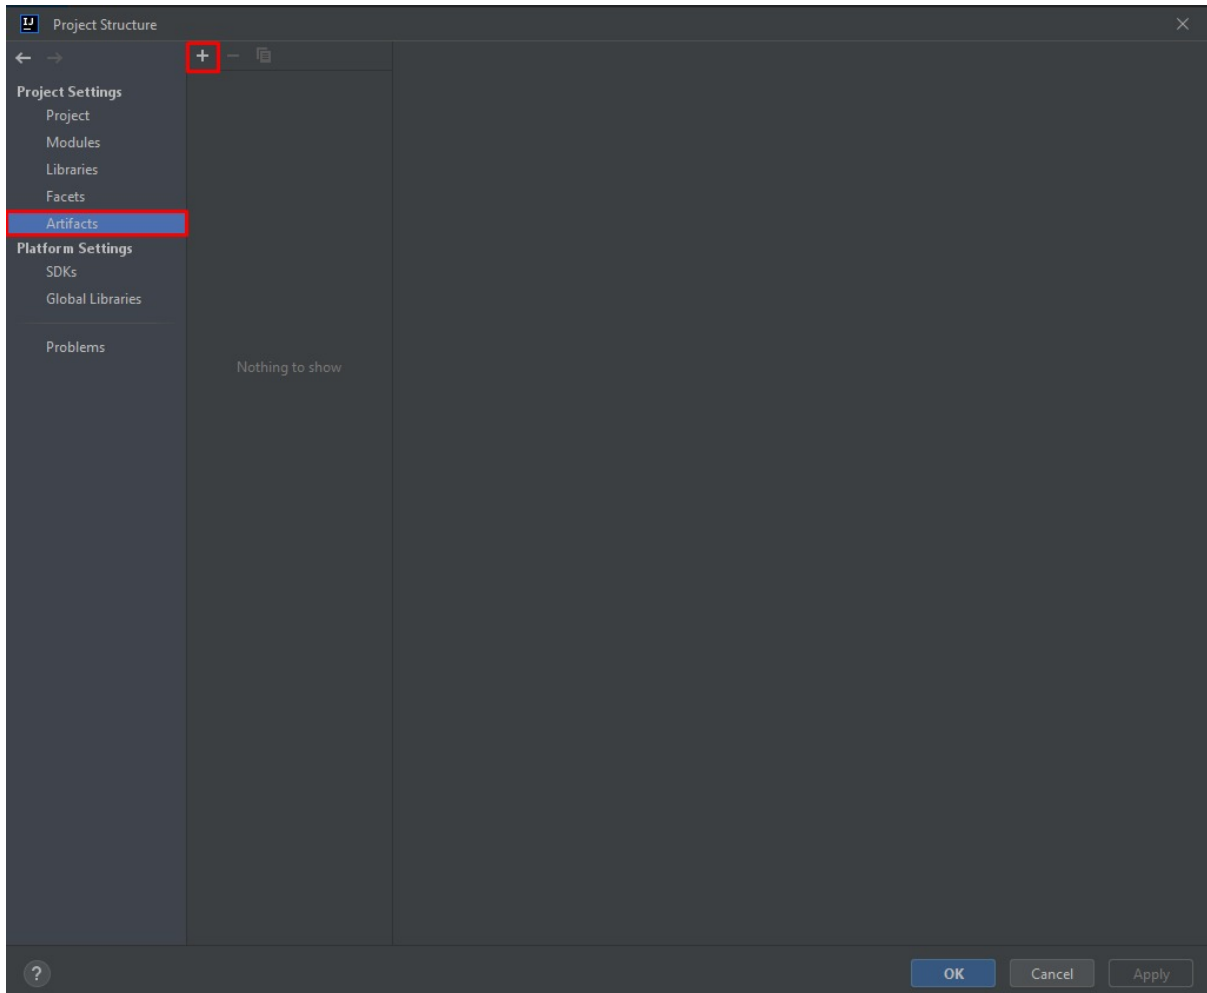 IJ Project Structure
Project Settings
Project
Modules
Libraries
Facets
Artifacts
Platform Settings
SDKs
Global Libraries
Problems
Nothing to show
?
OK Cancel Apply